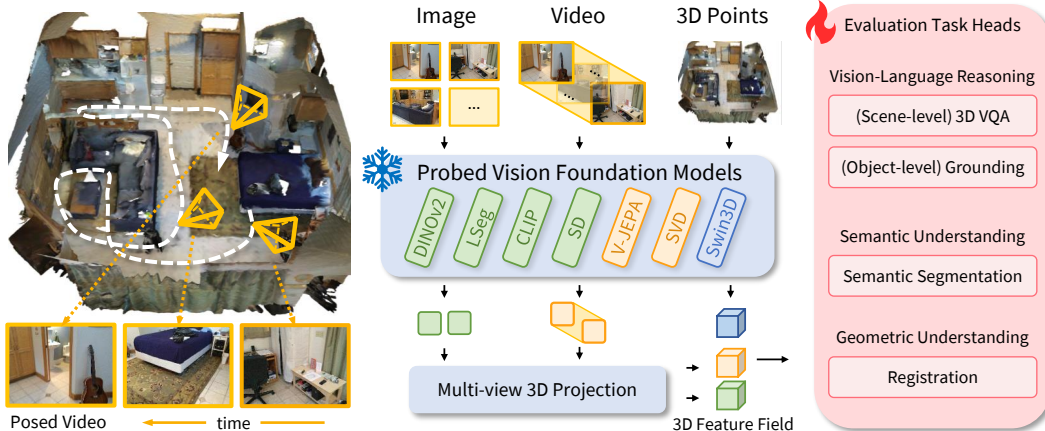 Image
Video
3D Points
Probed Vision Foundation Models
DINOv2
LSeg
CLIP
SD
V-JEPA
SVD
Swin3D
Multi-view 3D Projection
3D Feature Field
Posed Video
time
Evaluation Task Heads
Vision-Language Reasoning
(Scene-level) 3D VQA
(Object-level) Grounding
Semantic Understanding
Semantic Segmentation
Geometric Understanding
Registration
...